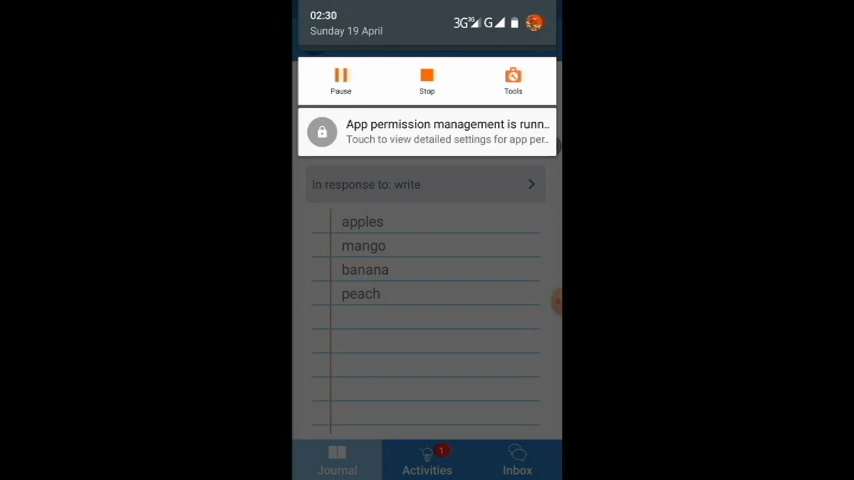 02:30
Sunday 19 April
3G 3G G
Pause
Stop
Tools
App permission management is runn..
Touch to view detailed settings for app per..
In response to: write
apples
mango
banana
peach
1
Journal
Activities
Inbox